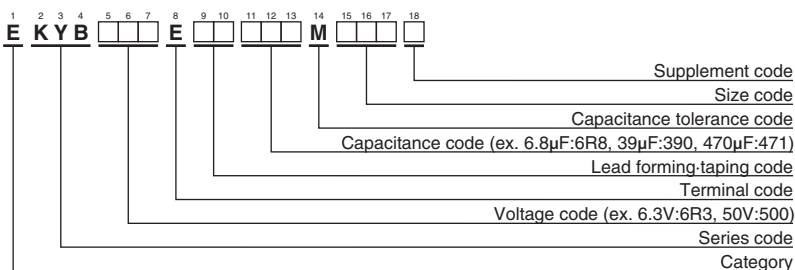 1 2 3 4 5 6 7 8 9 10 11 12 13 14 15 16 17 18
E K Y B E M
Supplement code
Size code
Capacitance tolerance code
Capacitance code (ex. 6.8µF:6R8, 39µF:390, 470µF:471)
Lead forming·taping code
Terminal code
Voltage code (ex. 6.3V:6R3, 50V:500)
Series code
Category